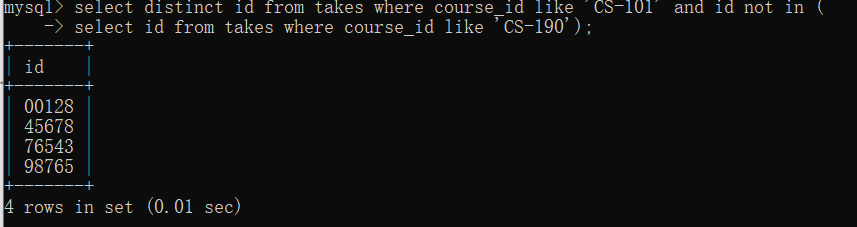 mysql> select distinct id from takes where course_id like 'CS-101' and id not in (
    -> select id from takes where course_id like 'CS-190');
+-------+
| id    |
+-------+
| 00128 |
| 45678 |
| 76543 |
| 98765 |
+-------+
4 rows in set (0.01 sec)